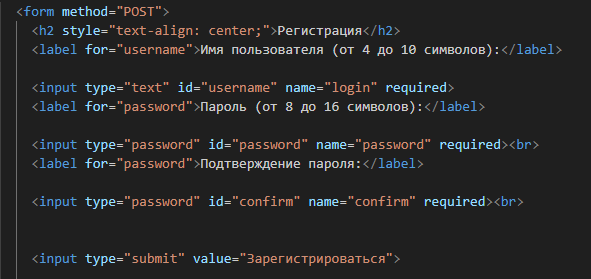 <form method="POST">
<h2 style="text-align: center;">Регистрация</h2>
<label for="username">Имя пользователя (от 4 до 10 символов):</label>
<input type="text" id="username" name="login" required>
<label for="password">Пароль (от 8 до 16 символов):</label>
<input type="password" id="password" name="password" required><br>
<label for="password">Подтверждение пароля:</label>
<input type="password" id="confirm" name="confirm" required><br>
<input type="submit" value="Зарегистрироваться">